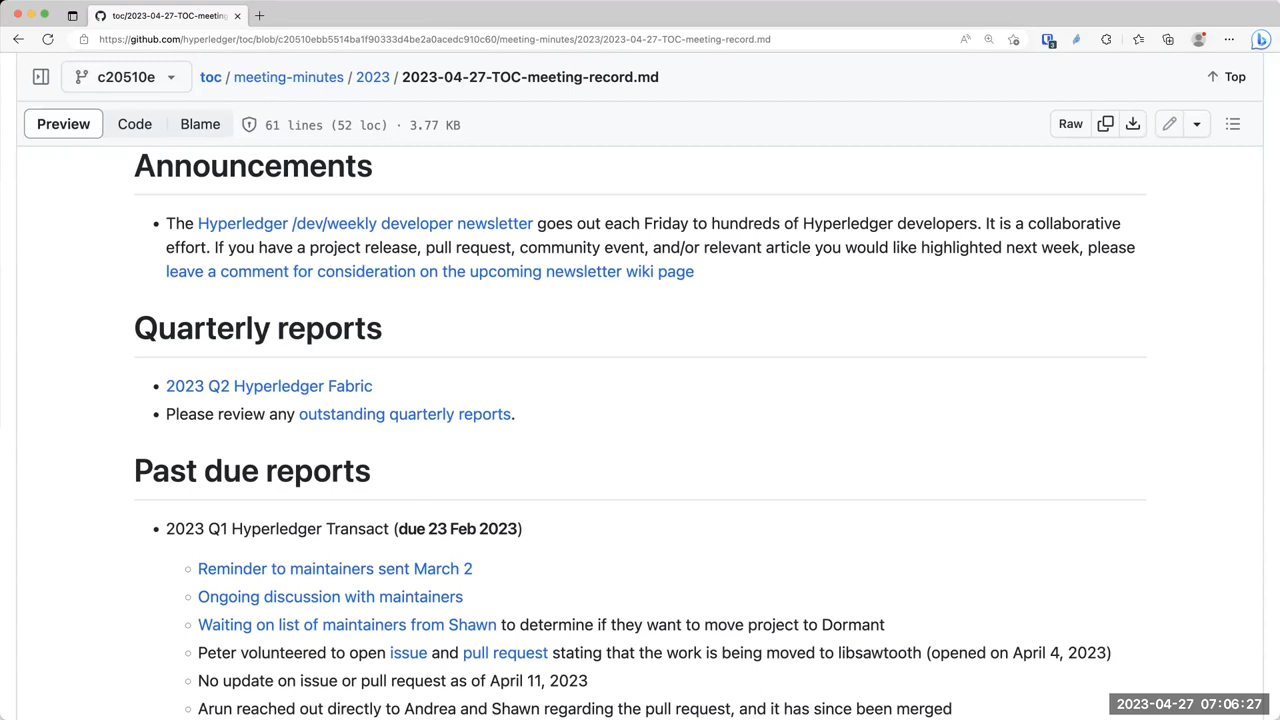 toc/2023-04-27-TOC-meeting-
https://github.com/hyperledger/toc/blob/c20510ebb5514ba1f90333d4be2a0acedc910c60/meeting-minutes/2023/2023-04-27-TOC-meeting-record.md
c20510e
toc / meeting-minutes / 2023 / 2023-04-27-TOC-meeting-record.md
Top
Preview
Code
Blame
61 lines (52 loc) · 3.77 KB
Raw
Announcements
• The Hyperledger /dev/weekly developer newsletter goes out each Friday to hundreds of Hyperledger developers. It is a collaborative
effort. If you have a project release, pull request, community event, and/or relevant article you would like highlighted next week, please
leave a comment for consideration on the upcoming newsletter wiki page
Quarterly reports
• 2023 Q2 Hyperledger Fabric
• Please review any outstanding quarterly reports.
Past due reports
• 2023 Q1 Hyperledger Transact (due 23 Feb 2023)
◦ Reminder to maintainers sent March 2
◦ Ongoing discussion with maintainers
◦ Waiting on list of maintainers from Shawn to determine if they want to move project to Dormant
◦ Peter volunteered to open issue and pull request stating that the work is being moved to libsawtooth (opened on April 4, 2023)
◦ No update on issue or pull request as of April 11, 2023
◦ Arun reached out directly to Andrea and Shawn regarding the pull request, and it has since been merged
2023-04-27 07:06:27